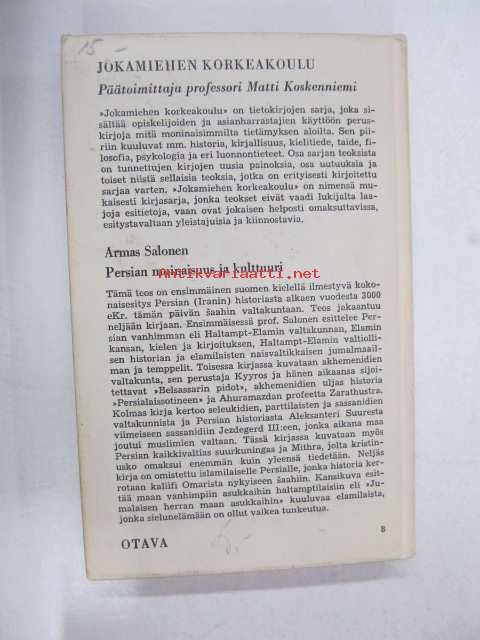 15 -
JOKAMIEHEN KORKEAKOULU
Päätoimittaja professori Matti Koskenniemi
»Jokamiehen korkeakoulu» on tietokirjojen sarja, joka si-
sältää opiskelijoiden ja asianharrastajien käyttöön perus-
kirjoja mitä moninaisimmilta tietämyksen aloilta. Sen pii-
riin kuuluvat mm. historia, kirjallisuus, kielitiede, taide, fi-
losofia, psykologia ja eri luonnontieteet. Osa sarjan teoksista
on tunnettujen kirjojen uusia painoksia, osa uutuuksia ja
toiset niistä sellaisia teoksia, jotka on erityisesti kirjoitettu
sarjaa varten. »Jokamiehen korkeakoulu» on nimensä mu-
kaisesti kirjasarja, jonka teokset eivät vaadi lukijalta laa-
joja esitietoja, vaan ovat jokaisen helposti omaksuttavissa,
esitystavaltaan yleistajuisia ja kiinnostavia.
Armas Salonen
Persian muinaisuus ja kulttuuri
antikvariaatti.net
Tämä teos on ensimmäinen suomen kielellä ilmestyvä koko-
naisesitys Persian (Iranin) historiasta alkaen vuodesta 3000
eKr. tämän päivän šaahin valtakuntaan. Teos jakaantuu
neljään kirjaan. Ensimmäisessä prof. Salonen esittelee Per-
sian vanhimman eli Haltampt-Elamin valtakunnan, Elamin
kansan, kielen ja kirjoituksen, Haltampt-Elamin valtiolli-
sen historian ja elamilaisten naisvaltikkaisen jumalmaail-
man ja temppelit. Toisessa kirjassa kuvataan akhemenidien
valtakunta, sen perustaja Kyyros ja hänen aikaansa sijoi-
tettavat »Belsassarin pidot», akhemenidien uljas historia
»Persialaissotineen» ja Ahuramazdan profeetta Zarathustra.
Kolmas kirja kertoo seleukidien, parttilaisten ja sassanidien
valtakunnista ja Persian historiasta Aleksanteri Suuresta
viimeiseen sassanidiin Jezdegerd III:een, jonka aikana maa
joutui muslimien valtaan. Tässä kirjassa kuvataan myös
Persian kaikkivaltias suurkuningas ja Mithra, jolta kristin-
usko omaksui enemmän kuin yleensä tiedetään. Neljäs
kirja on omistettu islamilaiselle Persialle, jonka historia ker-
rotaan kaliifi Omarista nykyiseen šaahiin. Kansikuva esit-
tää maan vanhimpiin asukkaihin haltamptilaisiin eli »Ju-
malaisen herran maan asukkaihin» kuuluvaa elamilaista,
jonka sielunelämään on ollut vaikea tunkeutua.
8
OTAVA